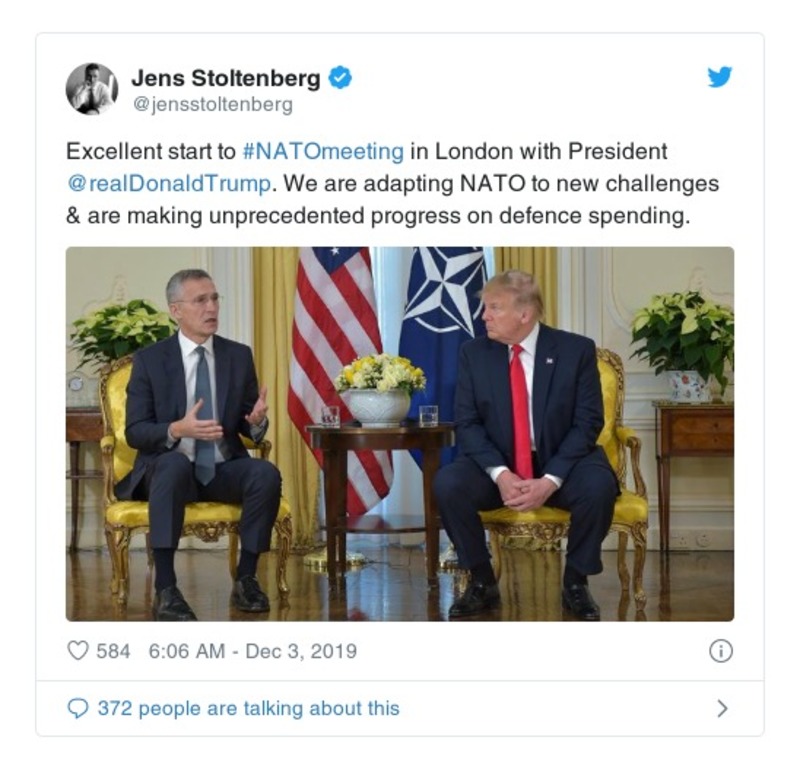 Jens Stoltenberg
@jensstoltenberg
Excellent start to #NATOmeeting in London with President
@realDonaldTrump. We are adapting NATO to new challenges
& are making unprecedented progress on defence spending.
584 6:06 AM - Dec 3, 2019
372 people are talking about this